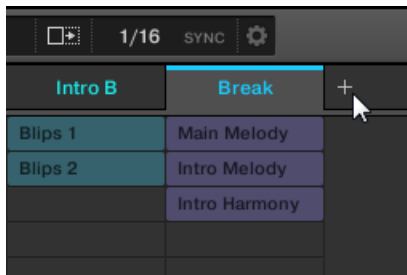 1/16 SYNC
Intro B Break +
Blips 1 Main Melody
Blips 2 Intro Melody
Intro Harmony